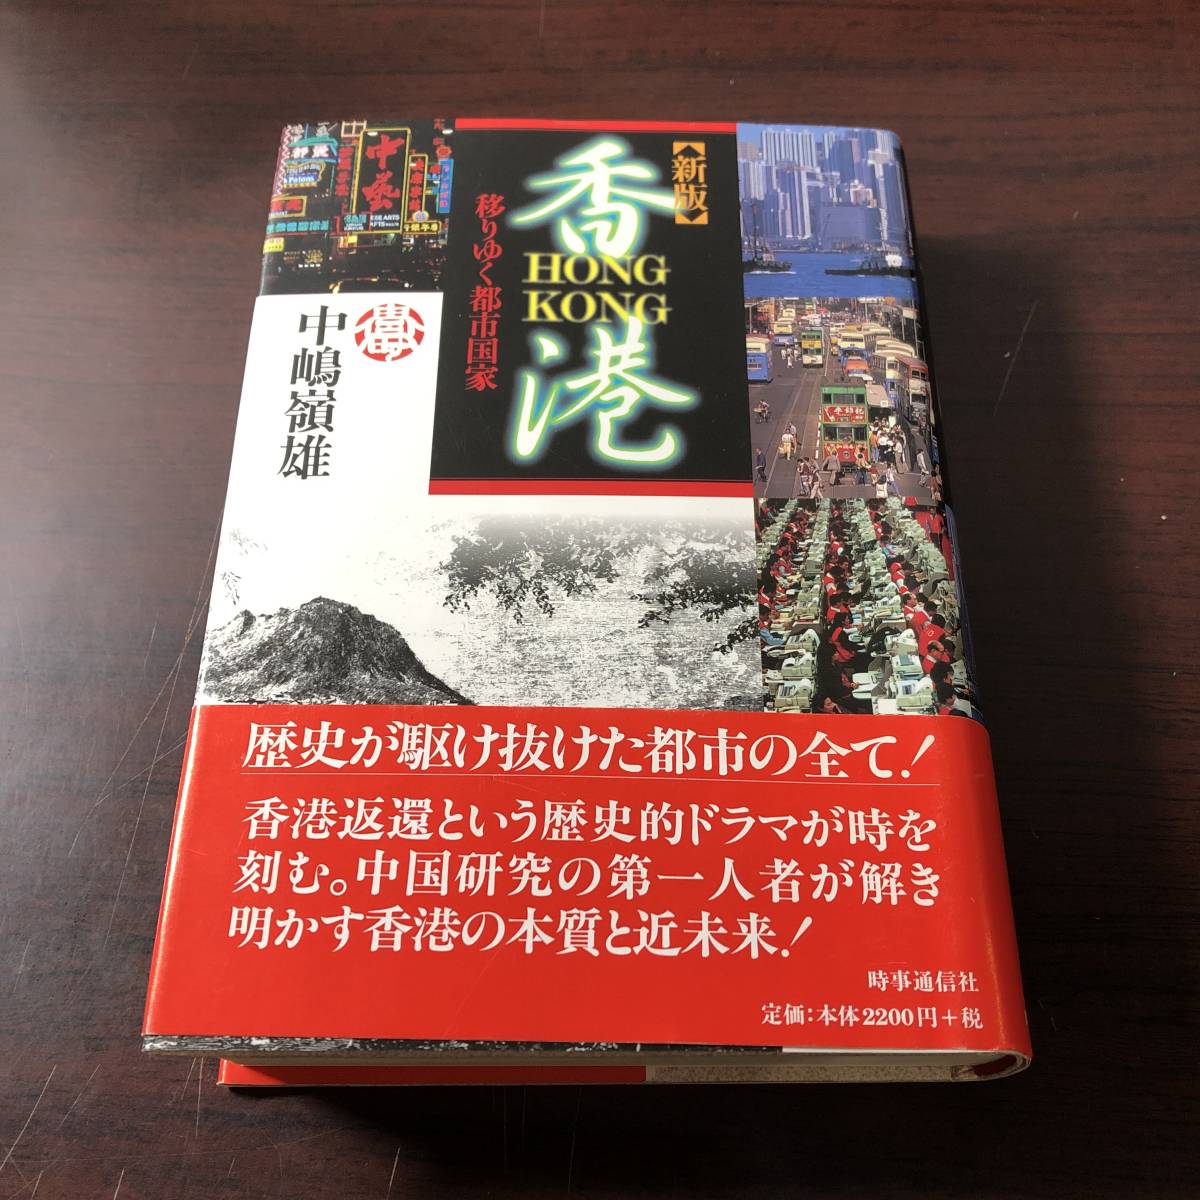 【新版】
香港
HONG
KONG
移りゆく都市国家
中嶋嶺雄
中藝
Patons
歴史が駆け抜けた都市の全て!
香港返還という歴史的ドラマが時を
刻む。中国研究の第一人者が解き
明かす香港の本質と近未来!
時事通信社
定価:本体2200円+税